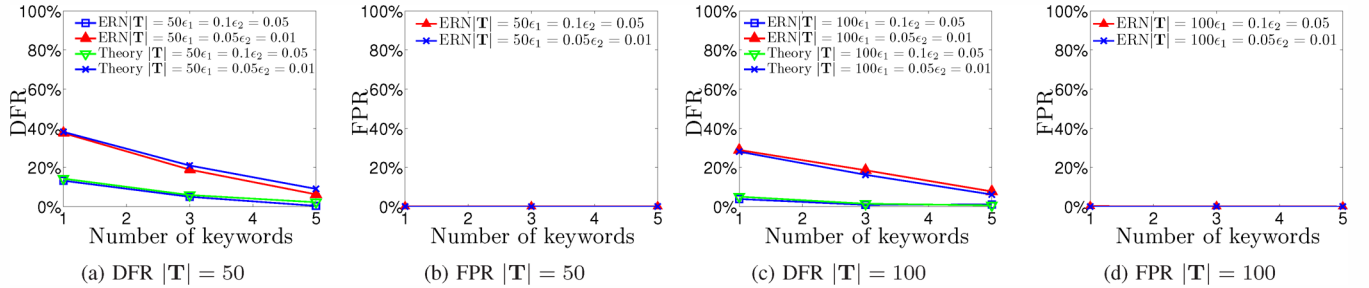 100%
80%
60%
40%
20%
0%
DFR
ERN|T| = 50ϵ₁ = 0.1ϵ₂ = 0.05
ERN|T| = 50ϵ₁ = 0.05ϵ₂ = 0.01
Theory |T| = 50ϵ₁ = 0.1ϵ₂ = 0.05
Theory |T| = 50ϵ₁ = 0.05ϵ₂ = 0.01
1 2 3 4 5
Number of keywords
(a) DFR |T| = 50
100%
80%
60%
40%
20%
0%
FPR
ERN|T| = 50ϵ₁ = 0.1ϵ₂ = 0.05
ERN|T| = 50ϵ₁ = 0.05ϵ₂ = 0.01
1 2 3 4 5
Number of keywords
(b) FPR |T| = 50
100%
80%
60%
40%
20%
0%
DFR
ERN|T| = 100ϵ₁ = 0.1ϵ₂ = 0.05
ERN|T| = 100ϵ₁ = 0.05ϵ₂ = 0.01
Theory |T| = 100ϵ₁ = 0.1ϵ₂ = 0.05
Theory |T| = 100ϵ₁ = 0.05ϵ₂ = 0.01
1 2 3 4 5
Number of keywords
(c) DFR |T| = 100
100%
80%
60%
40%
20%
0%
FPR
ERN|T| = 100ϵ₁ = 0.1ϵ₂ = 0.05
ERN|T| = 100ϵ₁ = 0.05ϵ₂ = 0.01
1 2 3 4 5
Number of keywords
(d) FPR |T| = 100